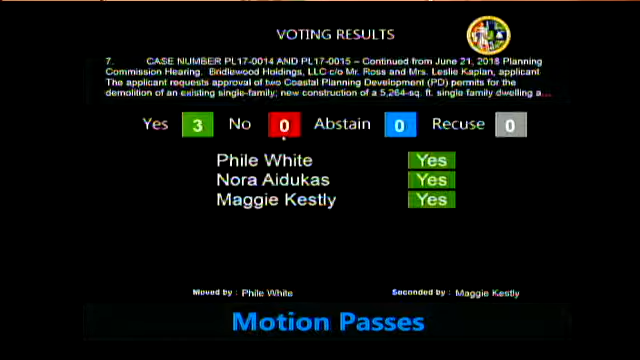 VOTING RESULTS
7. CASE NUMBER PL17-0014 AND PL17-0015 – Continued from June 21, 2018 Planning
Commission Hearing. Bridlewood Holdings, LLC c/o Mr. Ross and Mrs. Leslie Kaplan, applicant
The applicant requests approval of two Coastal Planning Development (PD) permits for the
demolition of an existing single-family; new construction of a 5,264-sq. ft. single family dwelling a...
Yes 3 No 0 Abstain 0 Recuse 0
Phile White Yes
Nora Aidukas Yes
Maggie Kestly Yes
Moved by : Phile White Seconded by : Maggie Kestly
Motion Passes